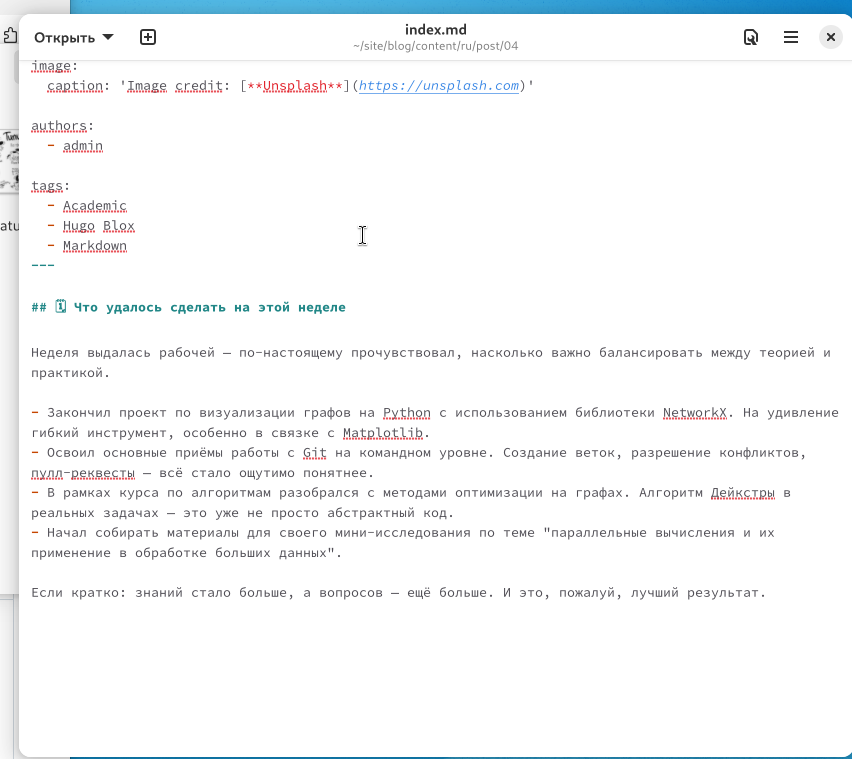 Открыть
index.md
~/site/blog/content/ru/post/04
image:
caption: 'Image credit: [**Unsplash**](https://unsplash.com)'
authors:
- admin
tags:
- Academic
- Hugo Blox
- Markdown
---
## 🗓 Что удалось сделать на этой неделе
Неделя выдалась рабочей — по-настоящему прочувствовал, насколько важно балансировать между теорией и
практикой.
- Закончил проект по визуализации графов на Python с использованием библиотеки NetworkX. На удивление
гибкий инструмент, особенно в связке с Matplotlib.
- Освоил основные приёмы работы с Git на командном уровне. Создание веток, разрешение конфликтов,
пулл-реквесты — всё стало ощутимо понятнее.
- В рамках курса по алгоритмам разобрался с методами оптимизации на графах. Алгоритм Дейкстры в
реальных задачах — это уже не просто абстрактный код.
- Начал собирать материалы для своего мини-исследования по теме "параллельные вычисления и их
применение в обработке больших данных".
Если кратко: знаний стало больше, а вопросов — ещё больше. И это, пожалуй, лучший результат.